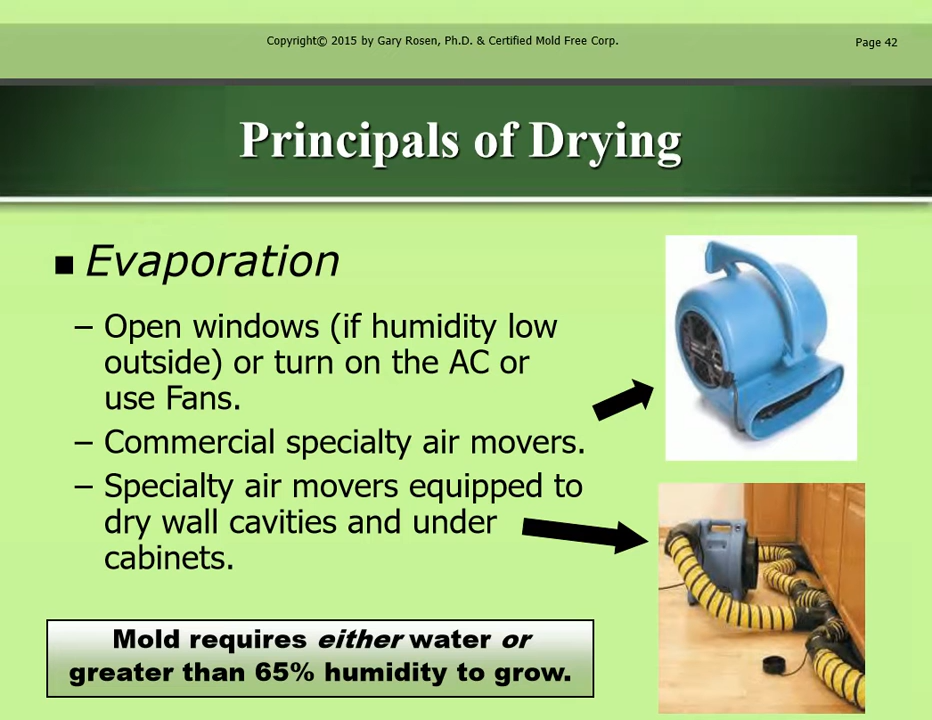 Copyright© 2015 by Gary Rosen, Ph.D. & Certified Mold Free Corp.
Page 42
Principals of Drying
■ Evaporation
– Open windows (if humidity low
outside) or turn on the AC or
use Fans.
– Commercial specialty air movers.
– Specialty air movers equipped to
dry wall cavities and under
cabinets.
Mold requires either water or
greater than 65% humidity to grow.